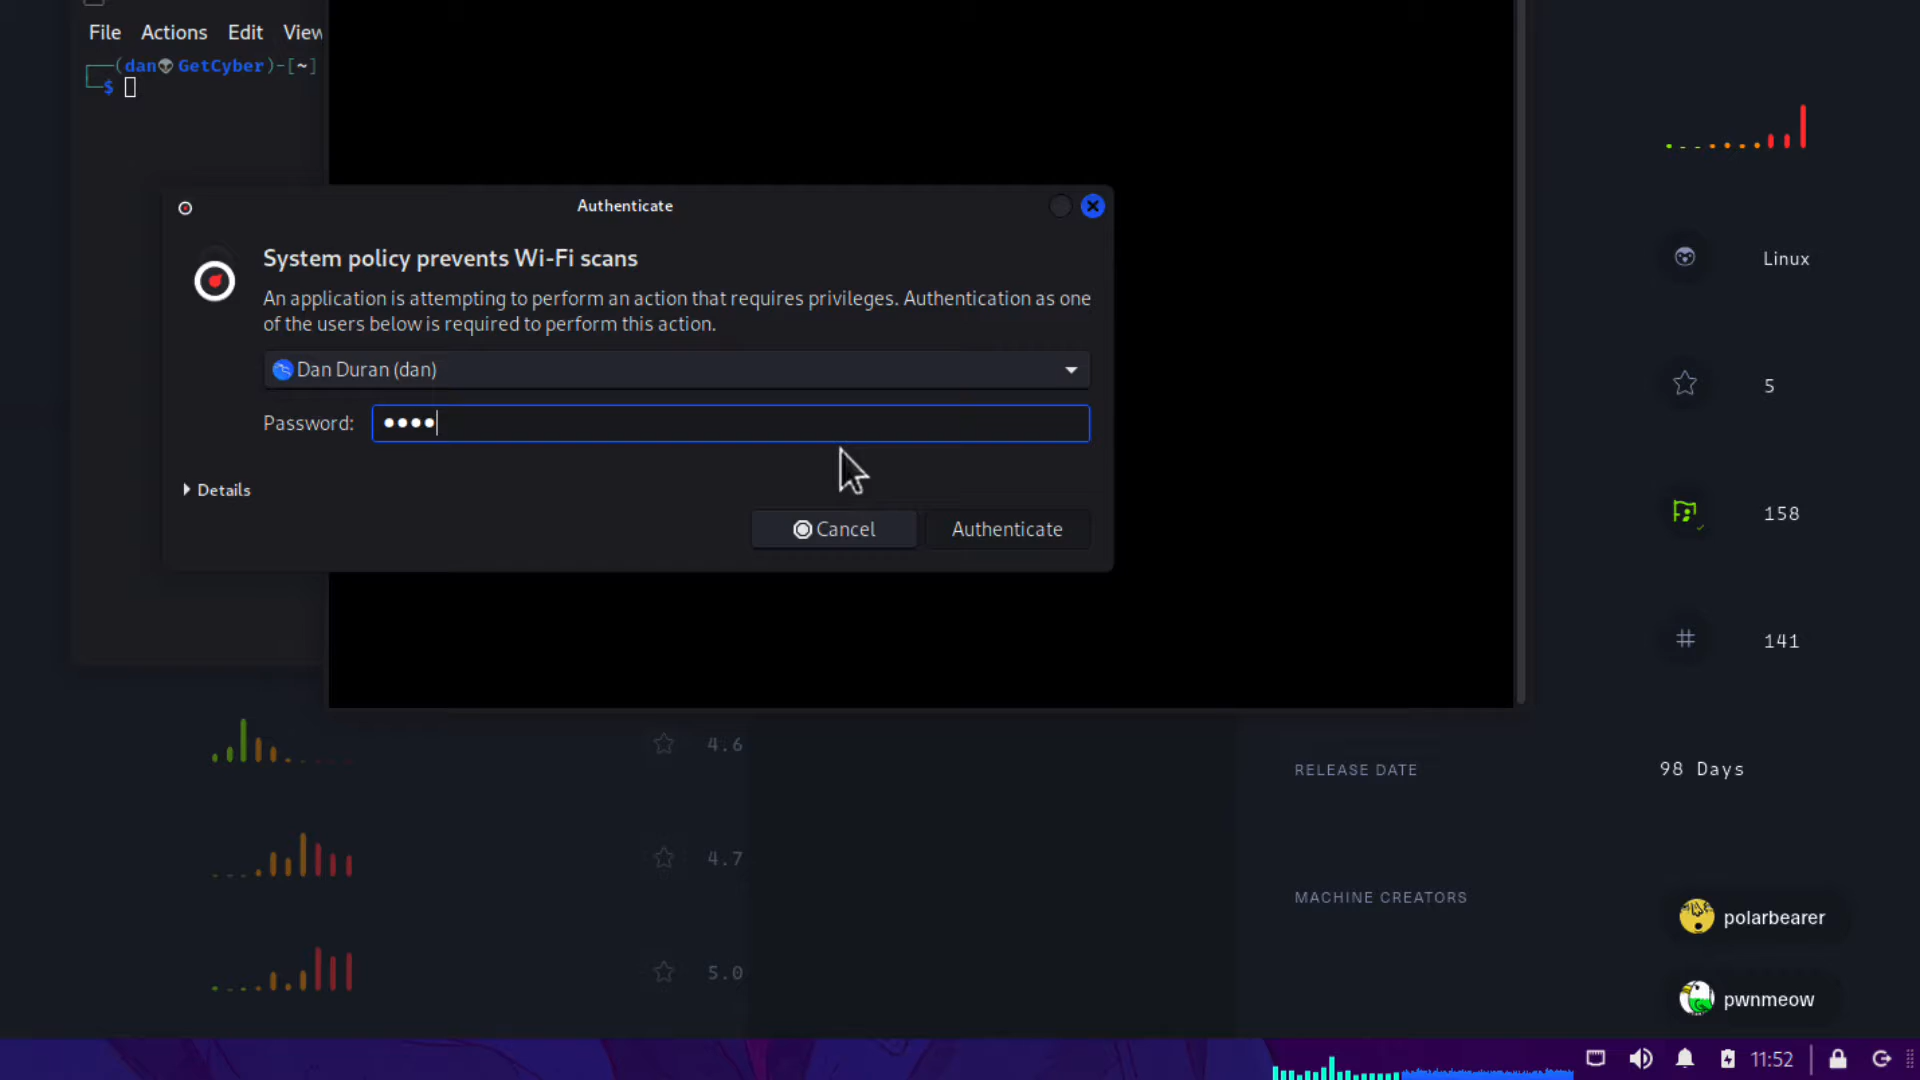 File Actions Edit View
(dan GetCyber)-[~]
$
Authenticate
System policy prevents Wi-Fi scans
An application is attempting to perform an action that requires privileges. Authentication as one
of the users below is required to perform this action.
Dan Duran (dan)
Password: ●●●●
Details
Cancel Authenticate
Linux
5
158
141
4.6
4.7
5.0
RELEASE DATE 98 Days
MACHINE CREATORS
polarbearer
pwnmeow
11:52